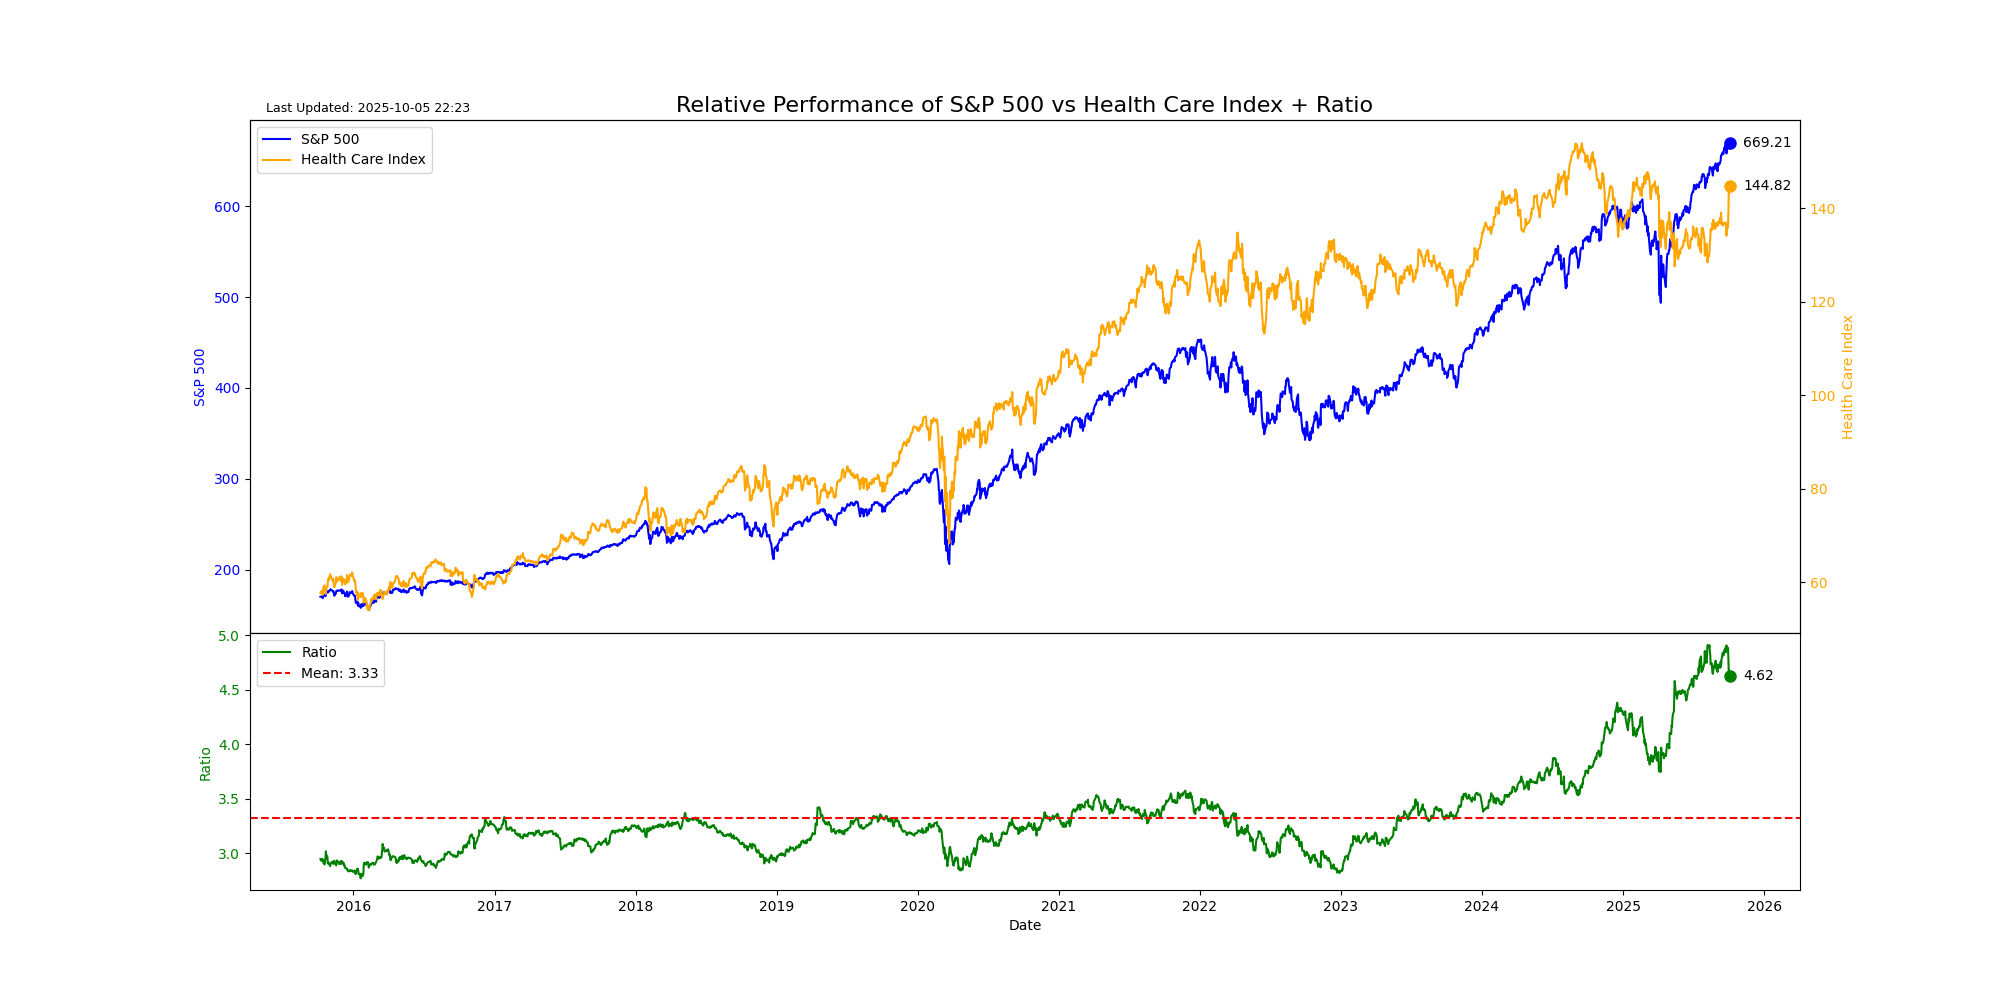 Last Updated: 2025-10-05 22:23
Relative Performance of S&P 500 vs Health Care Index + Ratio
S&P 500
Health Care Index
669.21
144.82
600
500
400
300
200
S&P 500
140
120
100
80
60
Health Care Index
Ratio
Mean: 3.33
4.62
5.0
4.5
4.0
3.5
3.0
Ratio
2016
2017
2018
2019
2020
2021
2022
2023
2024
2025
2026
Date